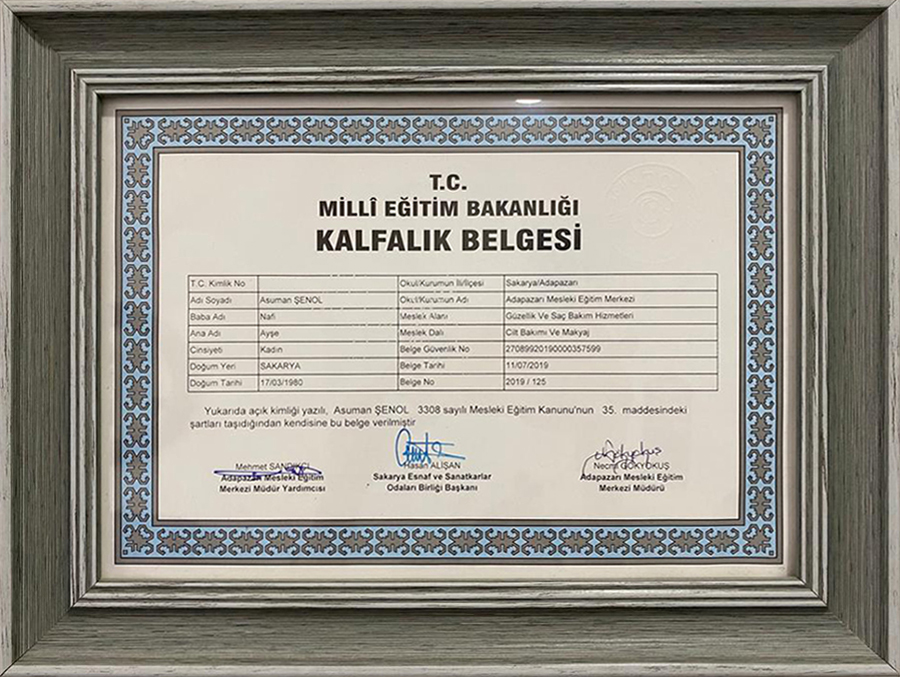 T.C.
MİLLÎ EĞİTİM BAKANLIĞI
KALFALIK BELGESİ
T.C. Kimlik No Okul/Kurumun İli/İlçesi Sakarya/Adapazarı
Adı Soyadı Asuman ŞENOL Okul/Kurumun Adı Adapazarı Mesleki Eğitim Merkezi
Baba Adı Nafi Meslek Alanı Güzellik Ve Saç Bakım Hizmetleri
Ana Adı Ayşe Meslek Dalı Cilt Bakımı Ve Makyaj
Cinsiyeti Kadın Belge Güvenlik No 27089920190000357599
Doğum Yeri SAKARYA Belge Tarihi 11/07/2019
Doğum Tarihi 17/03/1980 Belge No 2019 / 125
Yukarıda açık kimliği yazılı, Asuman ŞENOL 3308 sayılı Mesleki Eğitim Kanunu'nun 35. maddesindeki
şartları taşıdığından kendisine bu belge verilmiştir
Mehmet Hasan ALİŞAN Necmi GÖKYOKUŞ
Adapazarı Mesleki Eğitim Sakarya Esnaf ve Sanatkarlar Adapazarı Mesleki Eğitim
Merkezi Müdür Yardımcısı Odaları Birliği Başkanı Merkezi Müdürü